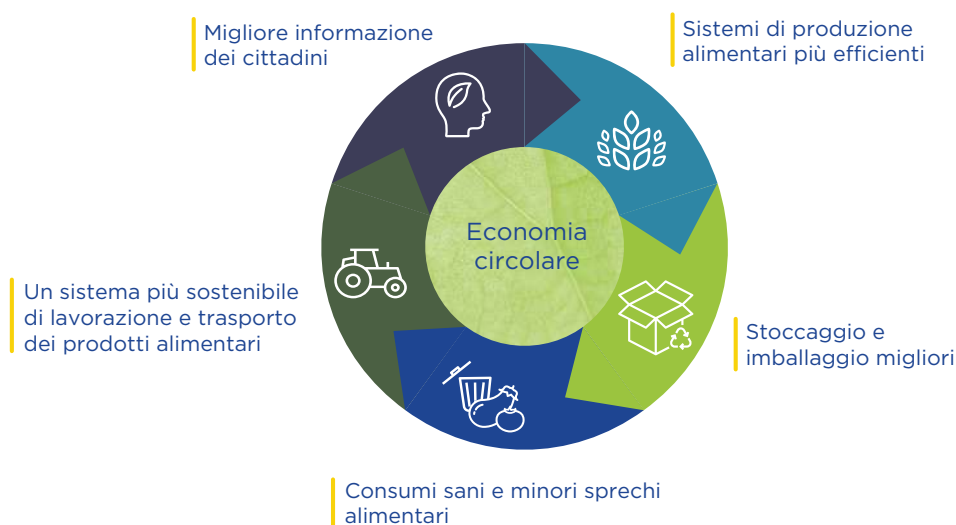 Migliore informazione
dei cittadini
Sistemi di produzione
alimentari più efficienti
Economia
circolare
Un sistema più sostenibile
di lavorazione e trasporto
dei prodotti alimentari
Stoccaggio e
imballaggio migliori
Consumi sani e minori sprechi
alimentari